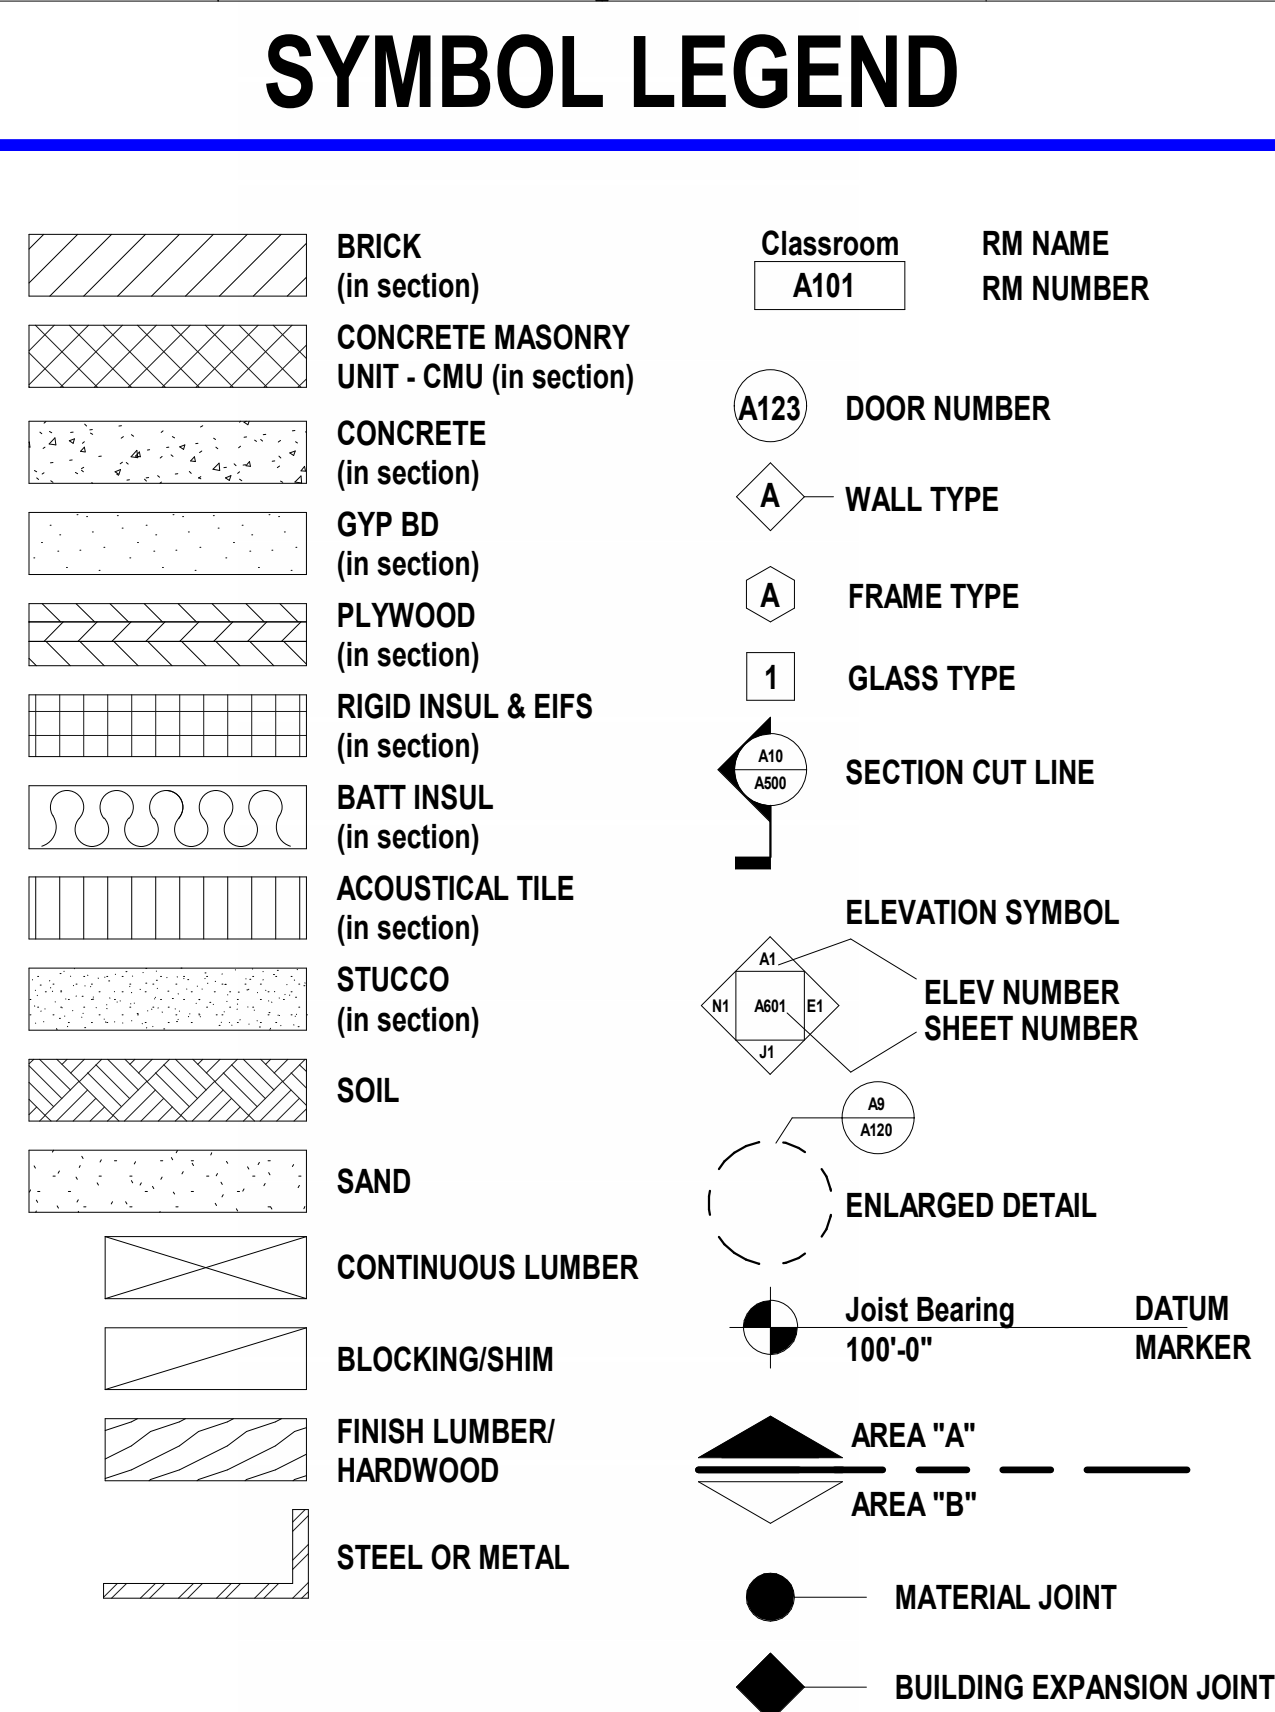 SYMBOL LEGEND
BRICK
(in section)
CONCRETE MASONRY
UNIT - CMU (in section)
CONCRETE
(in section)
GYP BD
(in section)
PLYWOOD
(in section)
RIGID INSUL & EIFS
(in section)
BATT INSUL
(in section)
ACOUSTICAL TILE
(in section)
STUCCO
(in section)
SOIL
SAND
CONTINUOUS LUMBER
BLOCKING/SHIM
FINISH LUMBER/
HARDWOOD
STEEL OR METAL
Classroom RM NAME
A101 RM NUMBER
A123 DOOR NUMBER
A WALL TYPE
A FRAME TYPE
1 GLASS TYPE
A10
A500
SECTION CUT LINE
ELEVATION SYMBOL
A1
N1 A601 E1
J1
ELEV NUMBER
SHEET NUMBER
A9
A120
ENLARGED DETAIL
Joist Bearing DATUM
100'-0" MARKER
AREA "A"
AREA "B"
MATERIAL JOINT
BUILDING EXPANSION JOINT